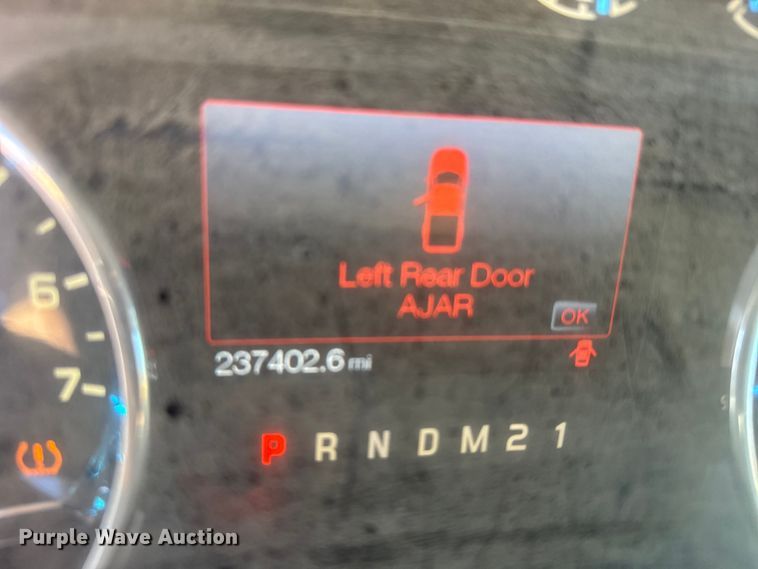 Left Rear Door
AJAR
OK
237402.6 mi
6
7
P R N D M 2 1
Purple Wave Auction